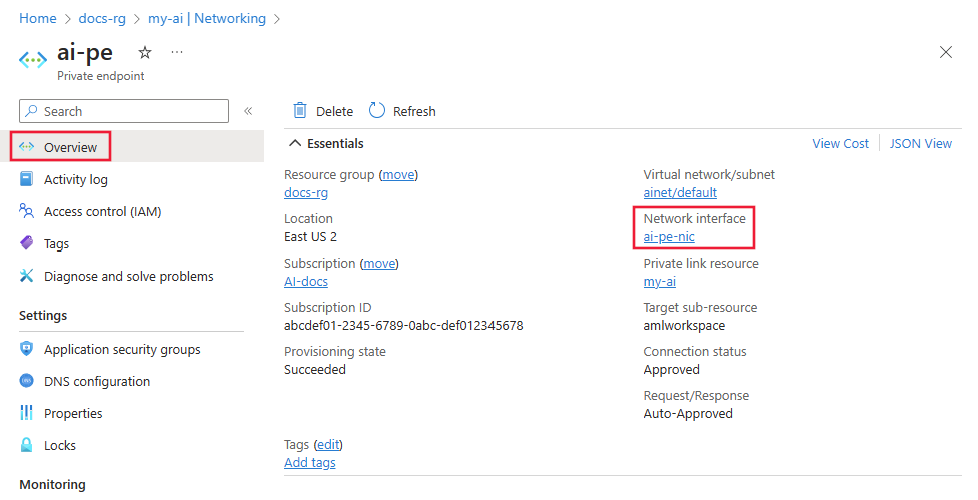 Home > docs-rg > my-ai | Networking >
ai-pe ☆ ···
Private endpoint
Search «
Overview
Activity log
Access control (IAM)
Tags
Diagnose and solve problems
Settings
Application security groups
DNS configuration
Properties
Locks
Monitoring
Delete Refresh
Essentials View Cost JSON View
Resource group (move)
docs-rg
Location
East US 2
Subscription (move)
AI-docs
Subscription ID
abcdef01-2345-6789-0abc-def012345678
Provisioning state
Succeeded
Virtual network/subnet
ainet/default
Network interface
ai-pe-nic
Private link resource
my-ai
Target sub-resource
amlworkspace
Connection status
Approved
Request/Response
Auto-Approved
Tags (edit)
Add tags